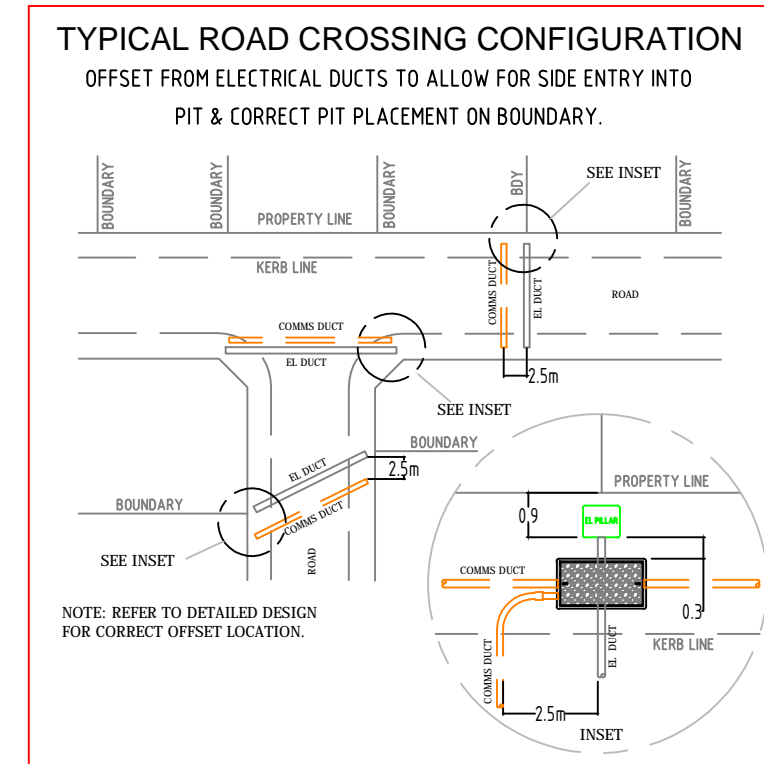 TYPICAL ROAD CROSSING CONFIGURATION
OFFSET FROM ELECTRICAL DUCTS TO ALLOW FOR SIDE ENTRY INTO
PIT & CORRECT PIT PLACEMENT ON BOUNDARY.
BOUNDARY
BOUNDARY
BOUNDARY
BDY
BOUNDARY
SEE INSET
PROPERTY LINE
KERB LINE
COMMS DUCT
EL DUCT
ROAD
COMMS DUCT
EL DUCT
2.5m
SEE INSET
BOUNDARY
EL DUCT
2.5m
BOUNDARY
COMMS DUCT
SEE INSET
ROAD
NOTE: REFER TO DETAILED DESIGN
FOR CORRECT OFFSET LOCATION.
PROPERTY LINE
0.9
EL PILLAR
COMMS DUCT
0.3
KERB LINE
EL DUCT
COMMS DUCT
2.5m
INSET